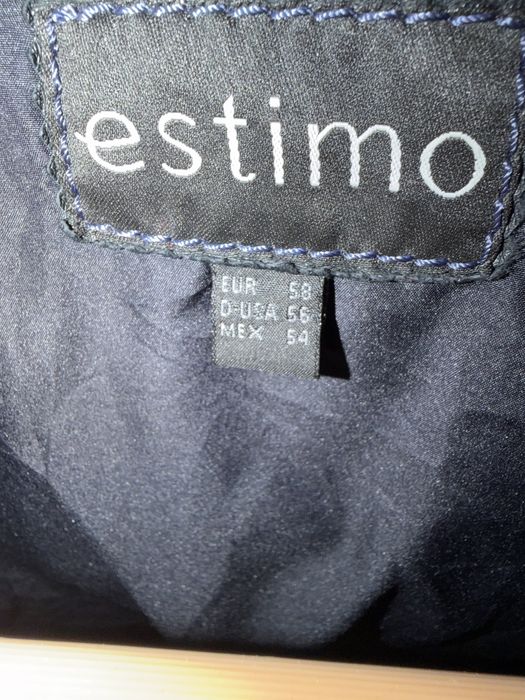 estimo
EUR 58
D-USA 56
MEX 54